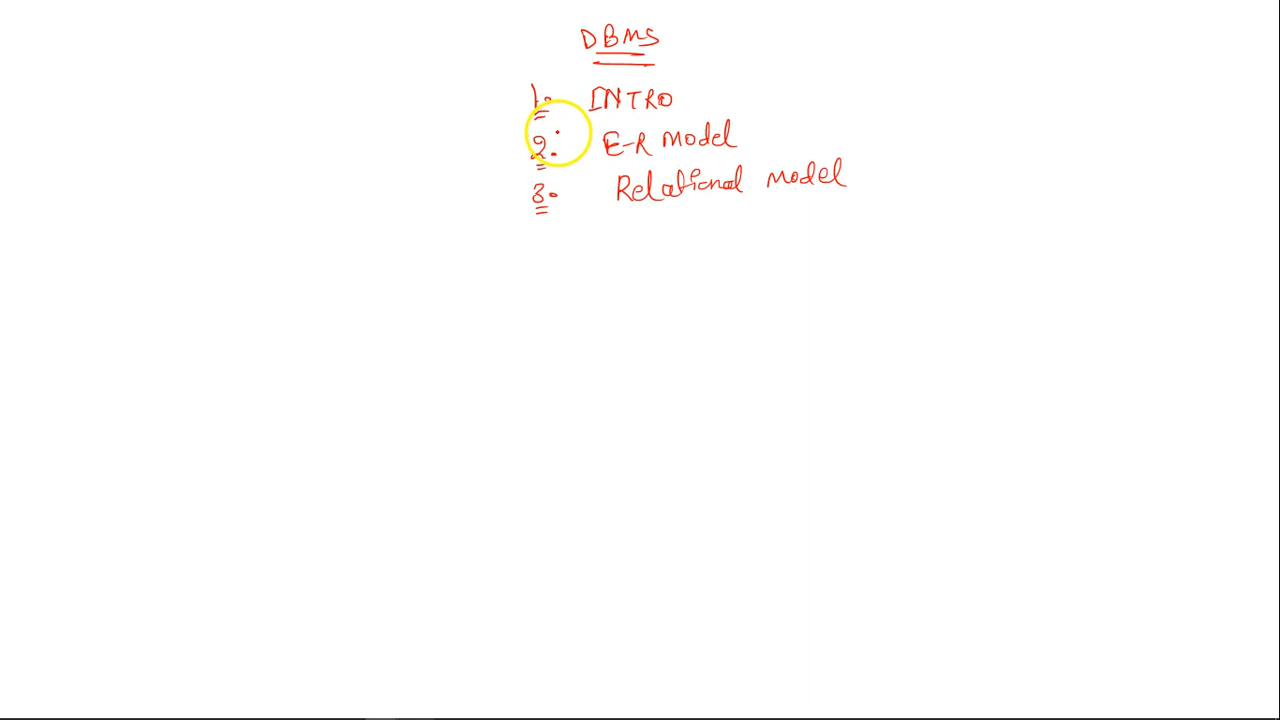 DBMS
1. INTRO
2. E-R Model
3. Relational model